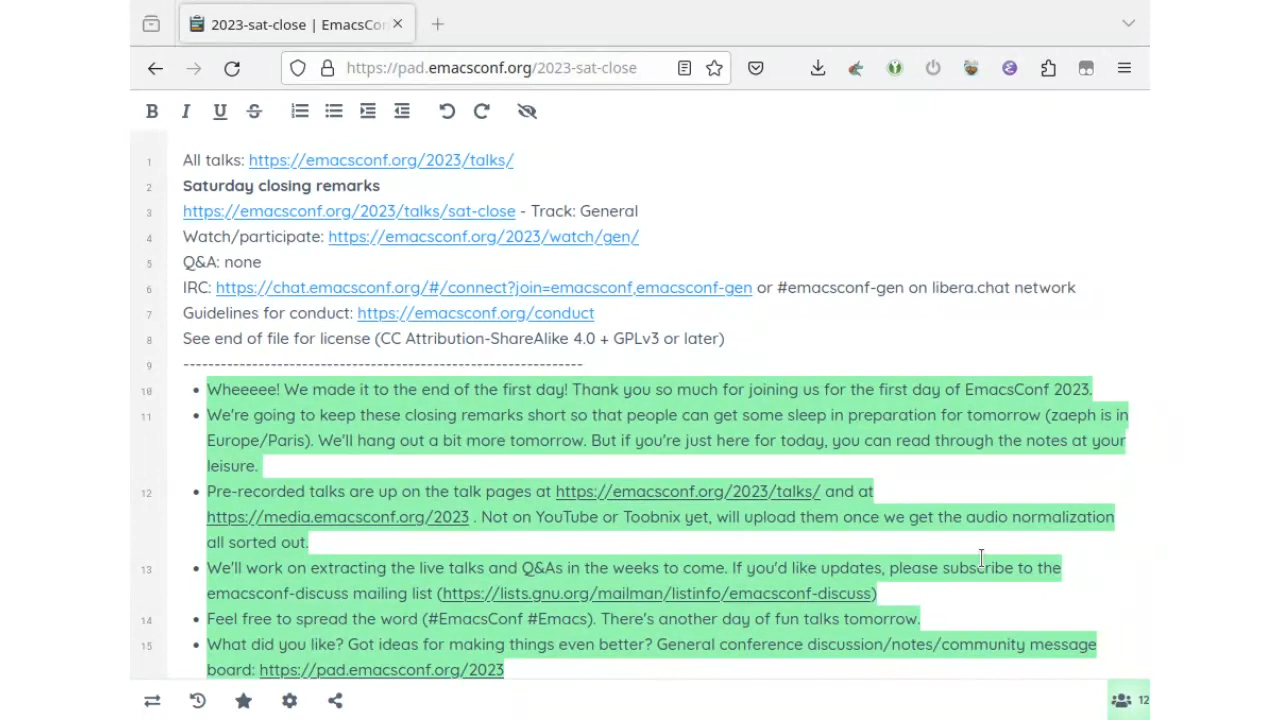 2023-sat-close | EmacsCon
https://pad.emacsconf.org/2023-sat-close
B I U S
1 All talks: https://emacsconf.org/2023/talks/
2 Saturday closing remarks
3 https://emacsconf.org/2023/talks/sat-close - Track: General
4 Watch/participate: https://emacsconf.org/2023/watch/gen/
5 Q&A: none
6 IRC: https://chat.emacsconf.org/#/connect?join=emacsconf,emacsconf-gen or #emacsconf-gen on libera.chat network
7 Guidelines for conduct: https://emacsconf.org/conduct
8 See end of file for license (CC Attribution-ShareAlike 4.0 + GPLv3 or later)
9 ----------------------------------------------------------------
10 • Wheeeee! We made it to the end of the first day! Thank you so much for joining us for the first day of EmacsConf 2023.
11 • We're going to keep these closing remarks short so that people can get some sleep in preparation for tomorrow (zaeph is in
Europe/Paris). We'll hang out a bit more tomorrow. But if you're just here for today, you can read through the notes at your
leisure.
12 • Pre-recorded talks are up on the talk pages at https://emacsconf.org/2023/talks/ and at
https://media.emacsconf.org/2023 . Not on YouTube or Toobnix yet, will upload them once we get the audio normalization
all sorted out.
13 • We'll work on extracting the live talks and Q&As in the weeks to come. If you'd like updates, please subscribe to the
emacsconf-discuss mailing list (https://lists.gnu.org/mailman/listinfo/emacsconf-discuss)
14 • Feel free to spread the word (#EmacsConf #Emacs). There's another day of fun talks tomorrow.
15 • What did you like? Got ideas for making things even better? General conference discussion/notes/community message
board: https://pad.emacsconf.org/2023
12